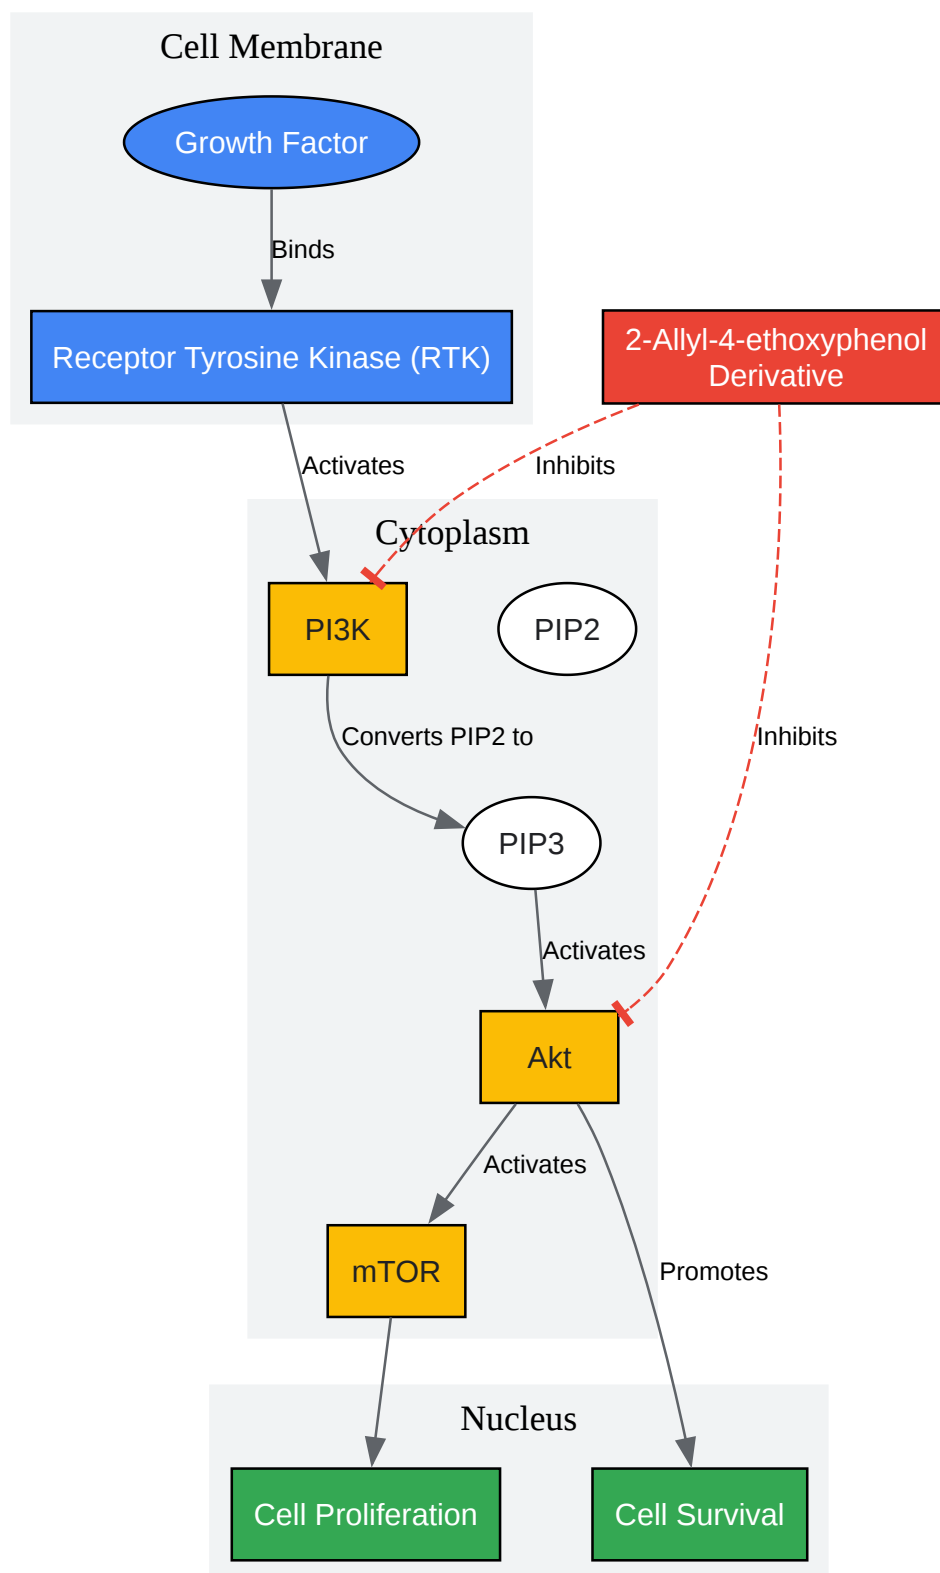 Cell Membrane
Growth Factor
Binds
Receptor Tyrosine Kinase (RTK)
2-Allyl-4-ethoxyphenol
Derivative
Activates
Inhibits
Cytoplasm
PI3K
PIP2
Converts PIP2 to
Inhibits
PIP3
Activates
Akt
Activates
mTOR
Promotes
Nucleus
Cell Proliferation
Cell Survival